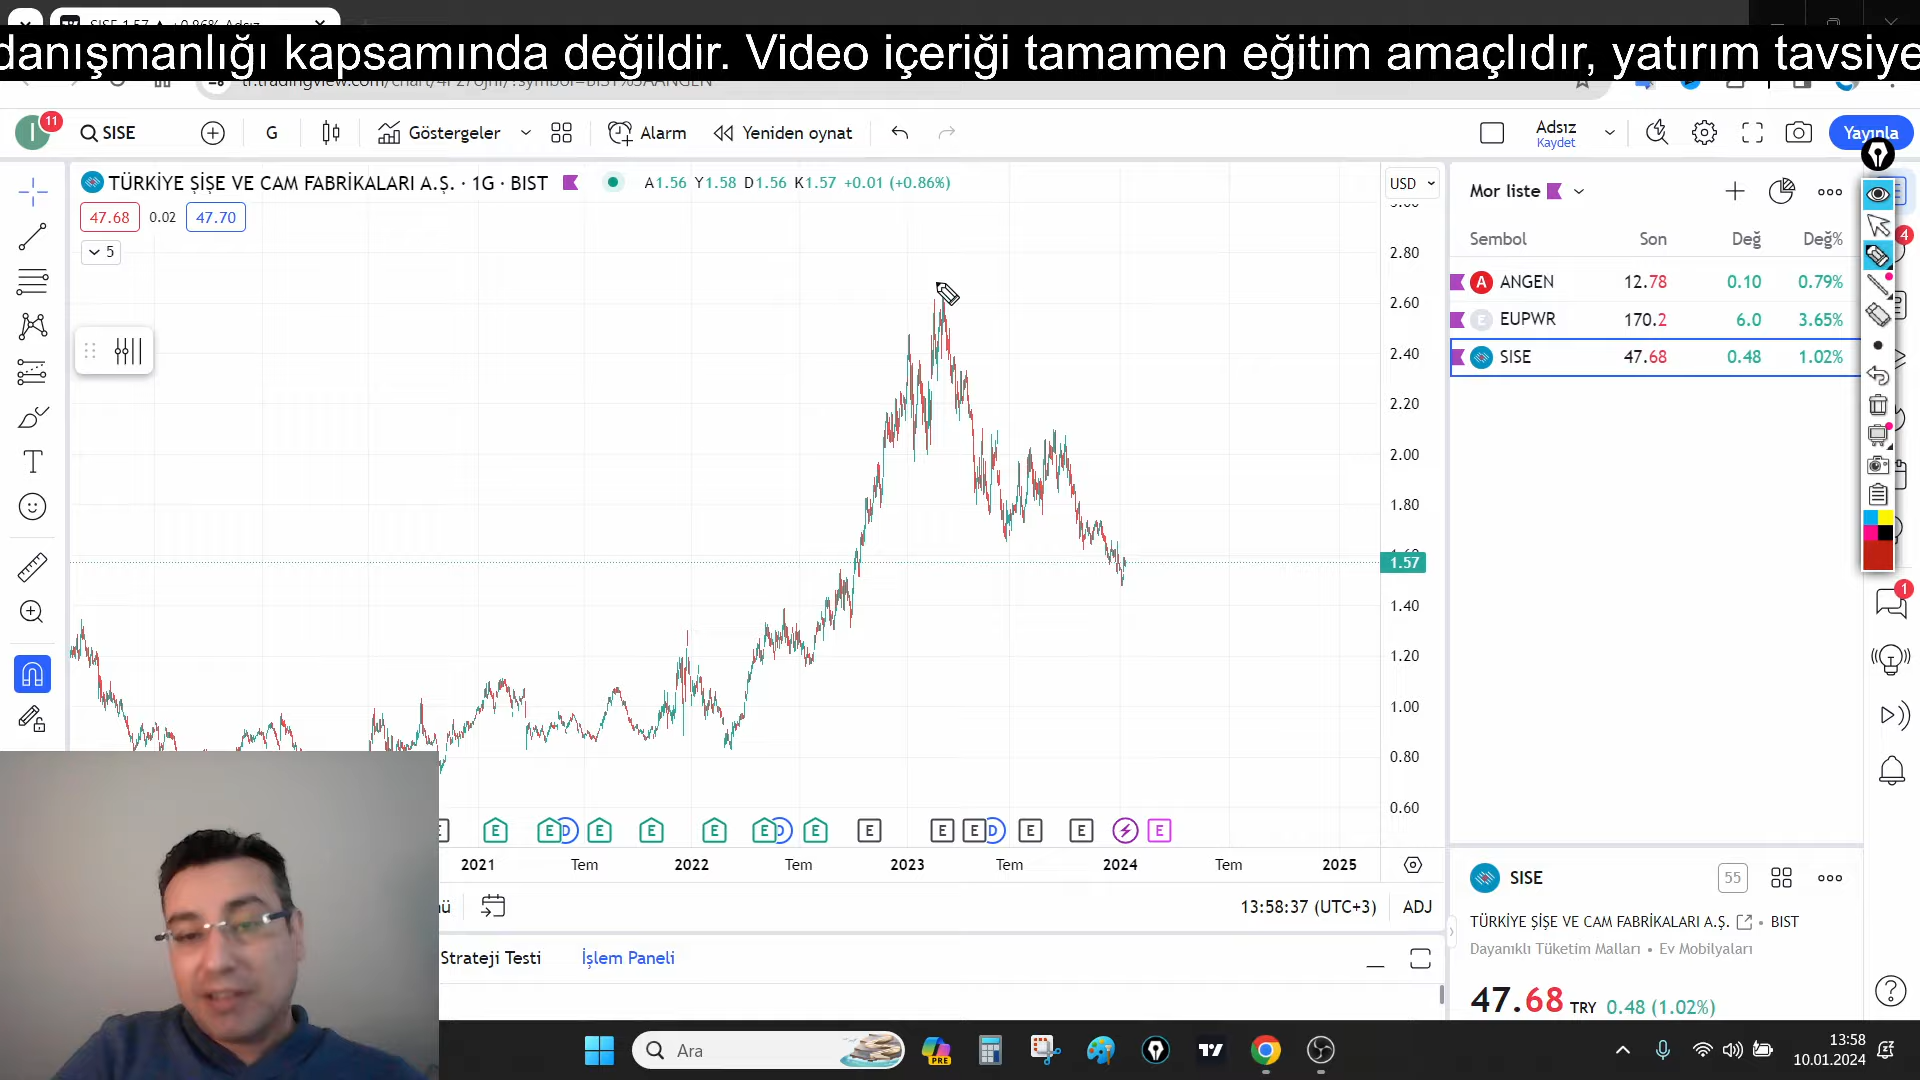 danışmanlığı kapsamında değildir. Video içeriği tamamen eğitim amaçlıdır, yatırım tavsiye
11
SISE
G
Göstergeler
Alarm
Yeniden oynat
Adsız
Kaydet
Yayınla
TÜRKİYE ŞİŞE VE CAM FABRİKALARI A.Ş. · 1G · BIST
A1.56 Y1.58 D1.56 K1.57 +0.01 (+0.86%)
USD
47.68 0.02 47.70
5
2.80
2.60
2.40
2.20
2.00
1.80
1.57
1.40
1.20
1.00
0.80
0.60
2021 Tem 2022 Tem 2023 Tem 2024 Tem 2025
13:58:37 (UTC+3) ADJ
Strateji Testi İşlem Paneli
Mor liste
Sembol Son Değ Değ%
ANGEN 12.78 0.10 0.79%
EUPWR 170.2 6.0 3.65%
SISE 47.68 0.48 1.02%
4
1
SISE
55
TÜRKİYE ŞİŞE VE CAM FABRİKALARI A.Ş. • BIST
Dayanıklı Tüketim Malları • Ev Mobilyaları
47.68 TRY 0.48 (1.02%)
Ara
PRE
13:58
10.01.2024